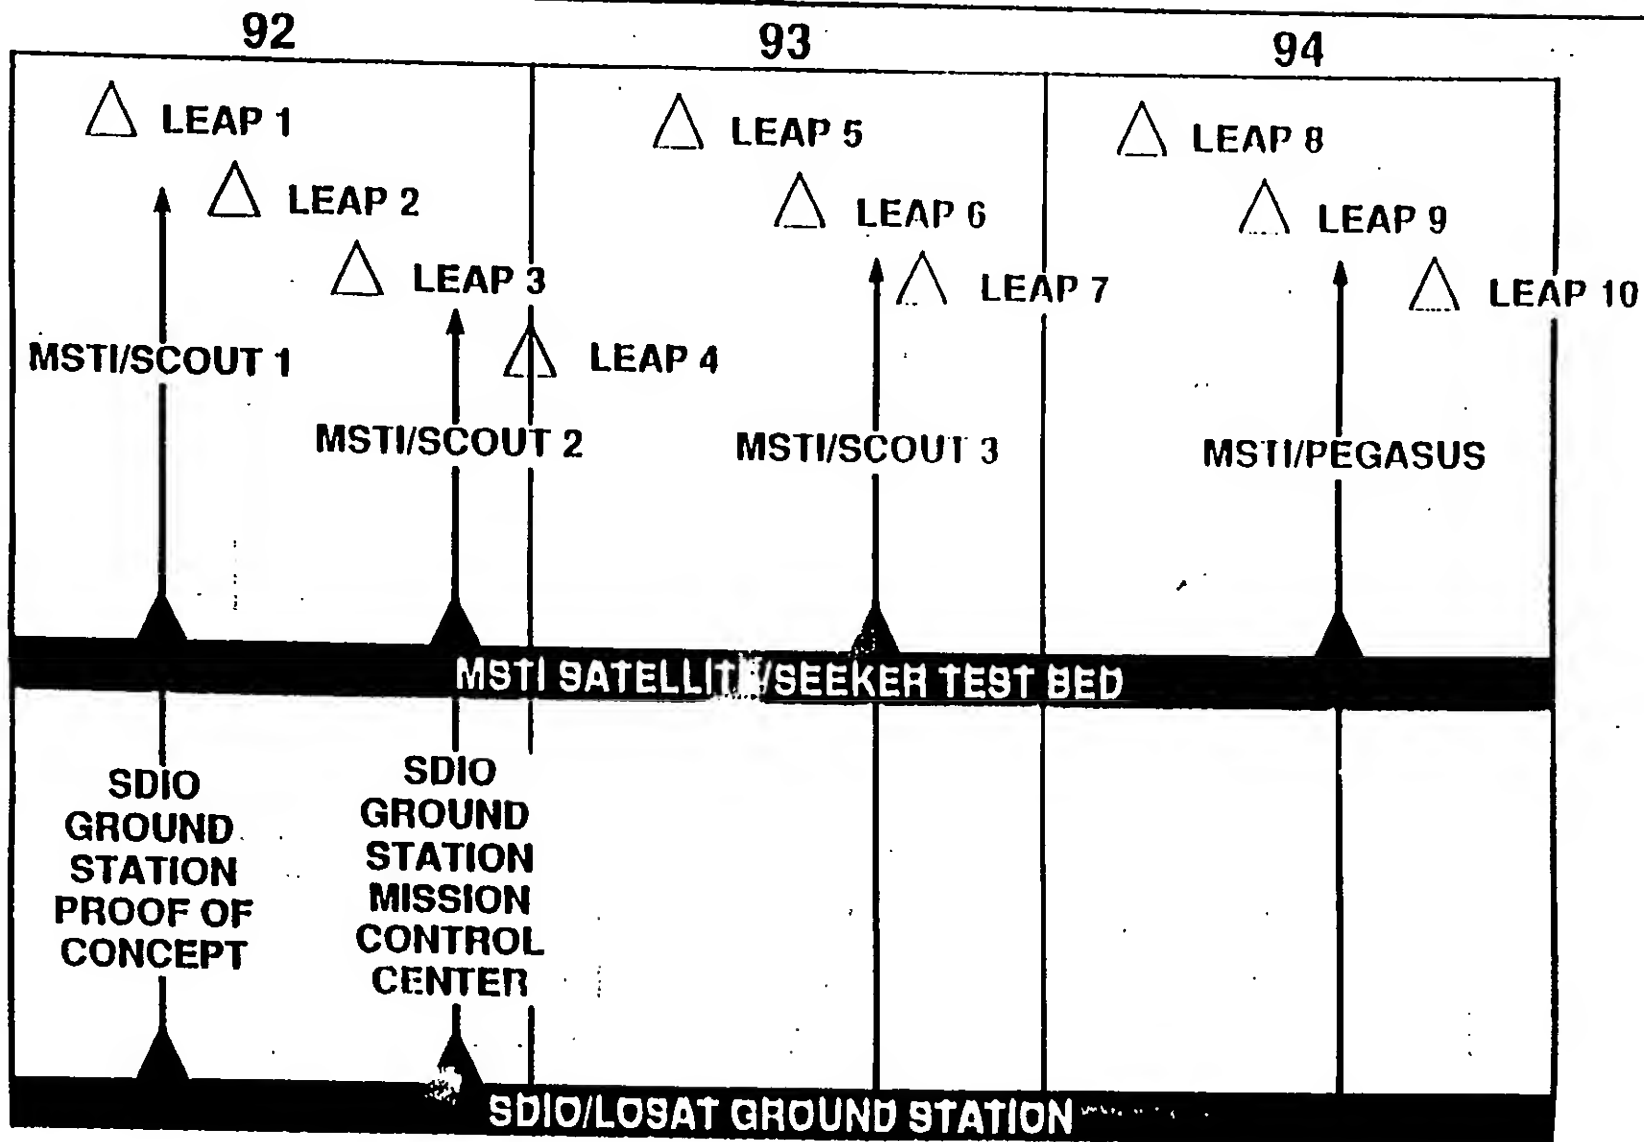 92
93
94
LEAP 1
LEAP 5
LEAP 8
LEAP 2
LEAP 6
LEAP 9
LEAP 3
LEAP 7
LEAP 10
MSTI/SCOUT 1
LEAP 4
MSTI/SCOUT 2
MSTI/SCOUT 3
MSTI/PEGASUS
MSTI SATELLITE/SEEKER TEST BED
SDIO
GROUND
STATION
PROOF OF
CONCEPT
SDIO
GROUND
STATION
MISSION
CONTROL
CENTER
SDIO/LOSAT GROUND STATION